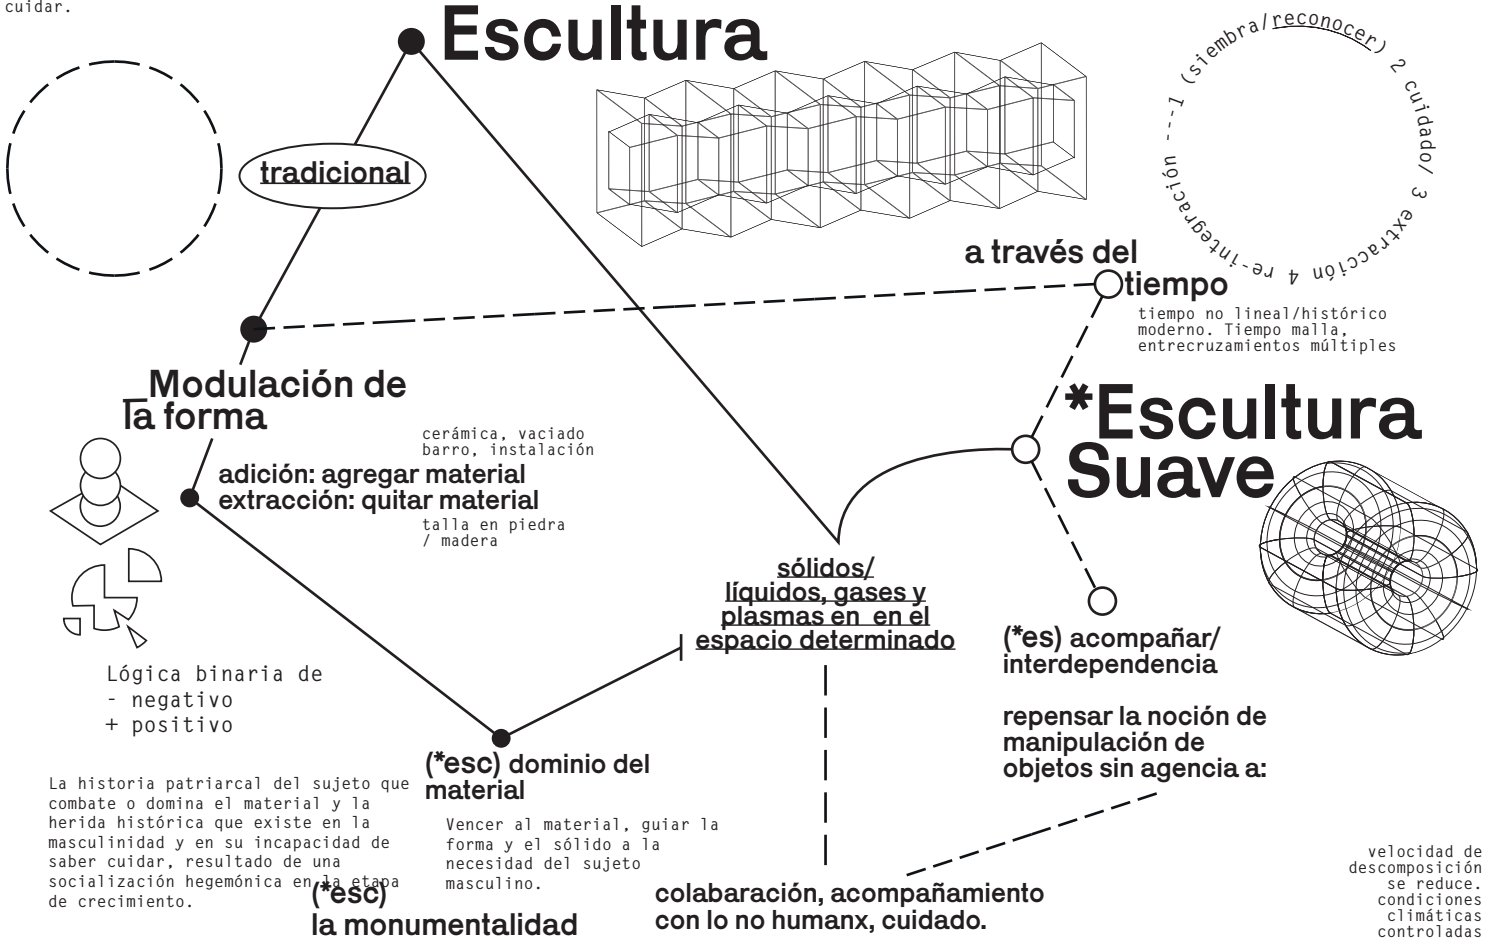 cuidar.
Escultura
tradicional
---1 (siembra/reconocer) 2 cuidado/ 3 extracción 4 re-integración
a través del
tiempo
tiempo no lineal/histórico
moderno. Tiempo malla,
entrecruzamientos múltiples
Modulación de
la forma
*Escultura
Suave
cerámica, vaciado
barro, instalación
adición: agregar material
extracción: quitar material
talla en piedra
/ madera
sólidos/
líquidos, gases y
plasmas en  en el
espacio determinado
(*es) acompañar/
interdependencia
Lógica binaria de
- negativo
+ positivo
repensar la noción de
manipulación de
objetos sin agencia a:
(*esc) dominio del
material
La historia patriarcal del sujeto que
combate o domina el material y la
herida histórica que existe en la
masculinidad y en su incapacidad de
saber cuidar, resultado de una
socialización hegemónica en la etapa
de crecimiento.
Vencer al material, guiar la
forma y el sólido a la
necesidad del sujeto
masculino.
(*esc)
la monumentalidad
colabaración, acompañamiento
con lo no humanx, cuidado.
velocidad de
descomposición
se reduce.
condiciones
climáticas
controladas